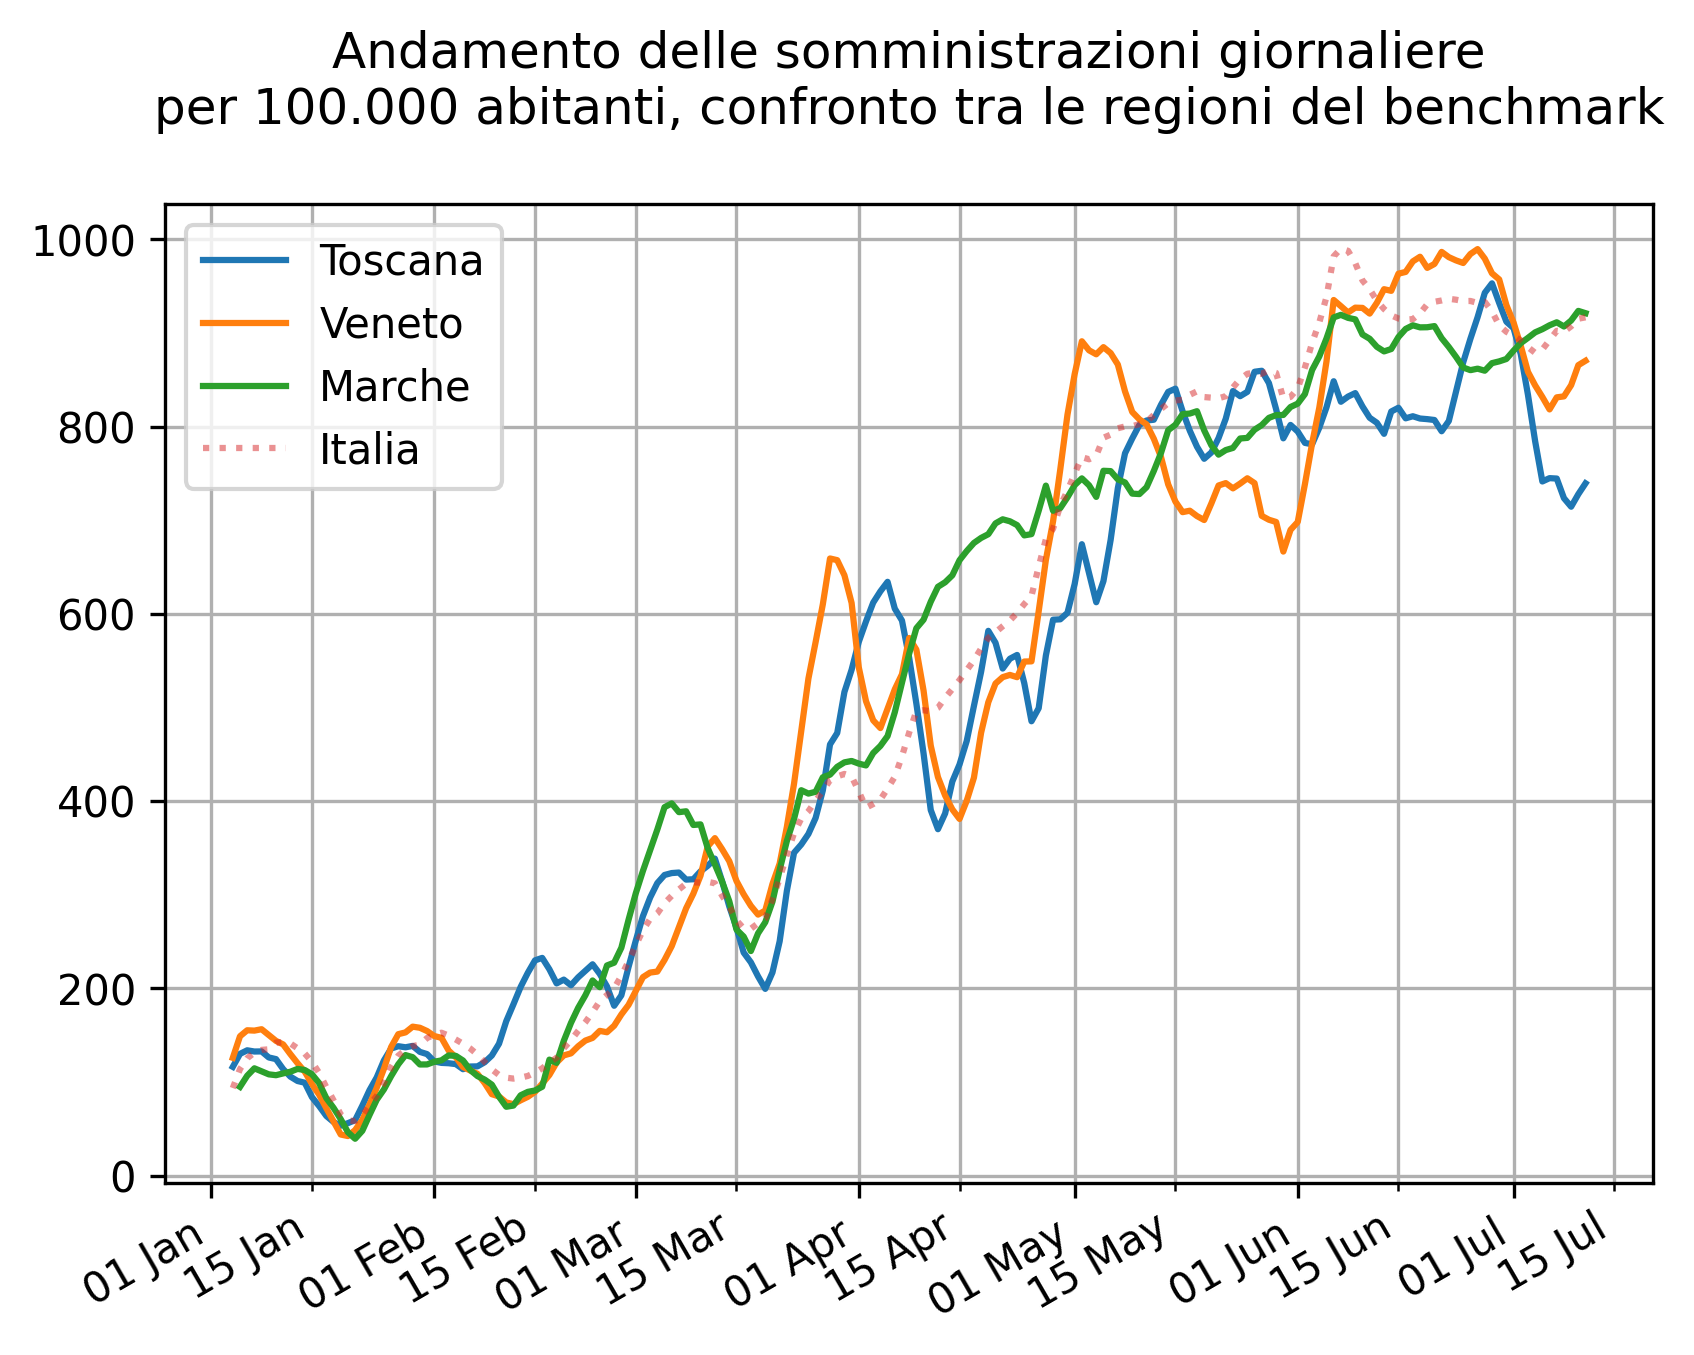 Andamento delle somministrazioni giornaliere
per 100.000 abitanti, confronto tra le regioni del benchmark
Toscana
Veneto
Marche
Italia
1000
800
600
400
200
0
01 Jan
15 Jan
01 Feb
15 Feb
01 Mar
15 Mar
01 Apr
15 Apr
01 May
15 May
01 Jun
15 Jun
01 Jul
15 Jul